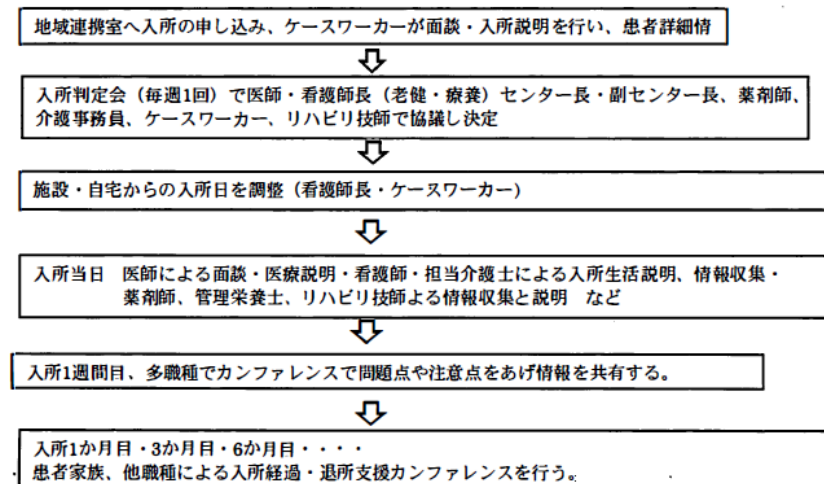 地域連携室へ入所の申し込み、ケースワーカーが面談・入所説明を行い、患者詳細情
入所判定会（毎週1回）で医師・看護師長（老健・療養）センター長・副センター長、薬剤師、
介護事務員、ケースワーカー、リハビリ技師で協議し決定
施設・自宅からの入所日を調整（看護師長・ケースワーカー）
入所当日　医師による面談・医療説明・看護師・担当介護士による入所生活説明、情報収集・
薬剤師、管理栄養士、リハビリ技師よる情報収集と説明　など
入所1週間目、多職種でカンファレンスで問題点や注意点をあげ情報を共有する。
入所1か月目・3か月目・6か月目・・・・
患者家族、他職種による入所経過・退所支援カンファレンスを行う。